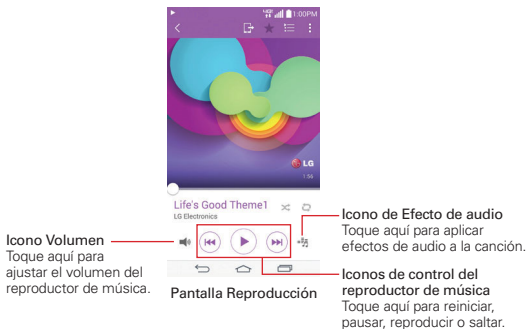 1:00PM
LG
1:56
Life's Good Theme1
LG Electronics
Icono Volumen
Toque aquí para
ajustar el volumen del
reproductor de música.
Pantalla Reproducción
Icono de Efecto de audio
Toque aquí para aplicar
efectos de audio a la canción.
Iconos de control del
reproductor de música
Toque aquí para reiniciar,
pausar, reproducir o saltar.